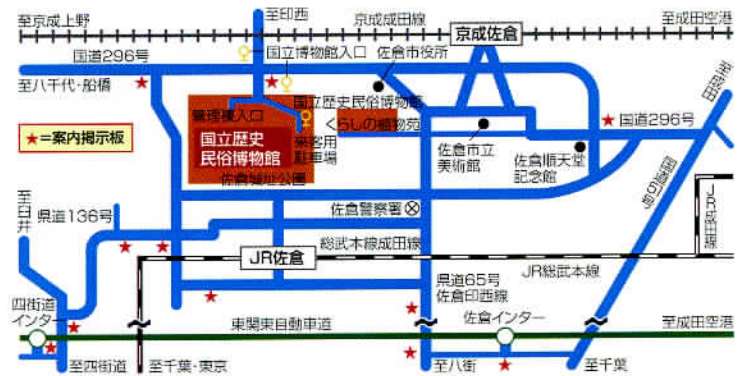 至京成上野
至印西
京成成田線
京成佐倉
至成田空港
国道296号
国立博物館入口
佐倉市役所
至八千代・船橋
管理棟入口
国立歴史民俗博物館
くらしの植物苑
国道296号
至成田
★=案内掲示板
国立歴史
民俗博物館
来客用
駐車場
佐倉市立
美術館
佐倉順天堂
記念館
国道51号
佐倉城址公園
至臼井
県道136号
佐倉警察署
JR成田線
総武本線成田線
JR佐倉
JR総武本線
四街道
インター
県道65号
佐倉印西線
佐倉インター
東関東自動車道
至成田空港
至四街道
至千葉・東京
至八街
至千葉